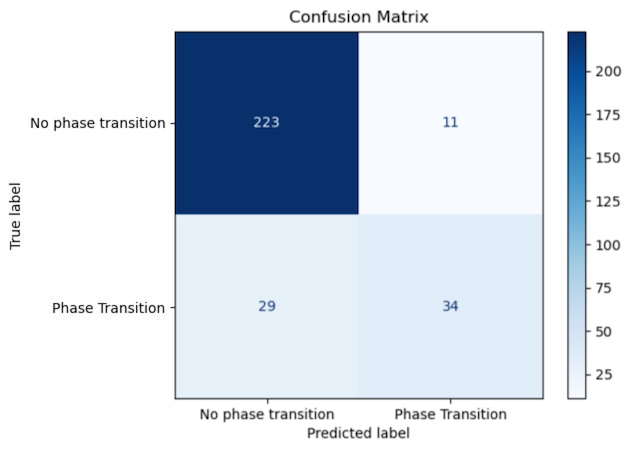 Confusion Matrix
No phase transition
223
11
Phase Transition
29
34
No phase transition
Phase Transition
True label
Predicted label
200
175
150
125
100
75
50
25